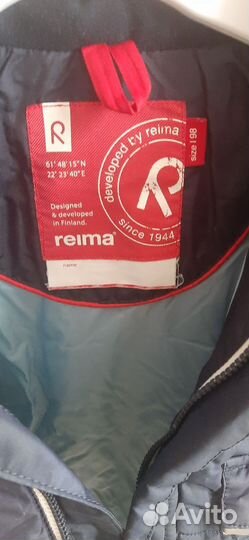 R
61° 48' 15" N
22° 23' 40" E
Designed
& developed
in Finland.
reima®
name
developed by reima
R
since 1944
size | 98
Avito